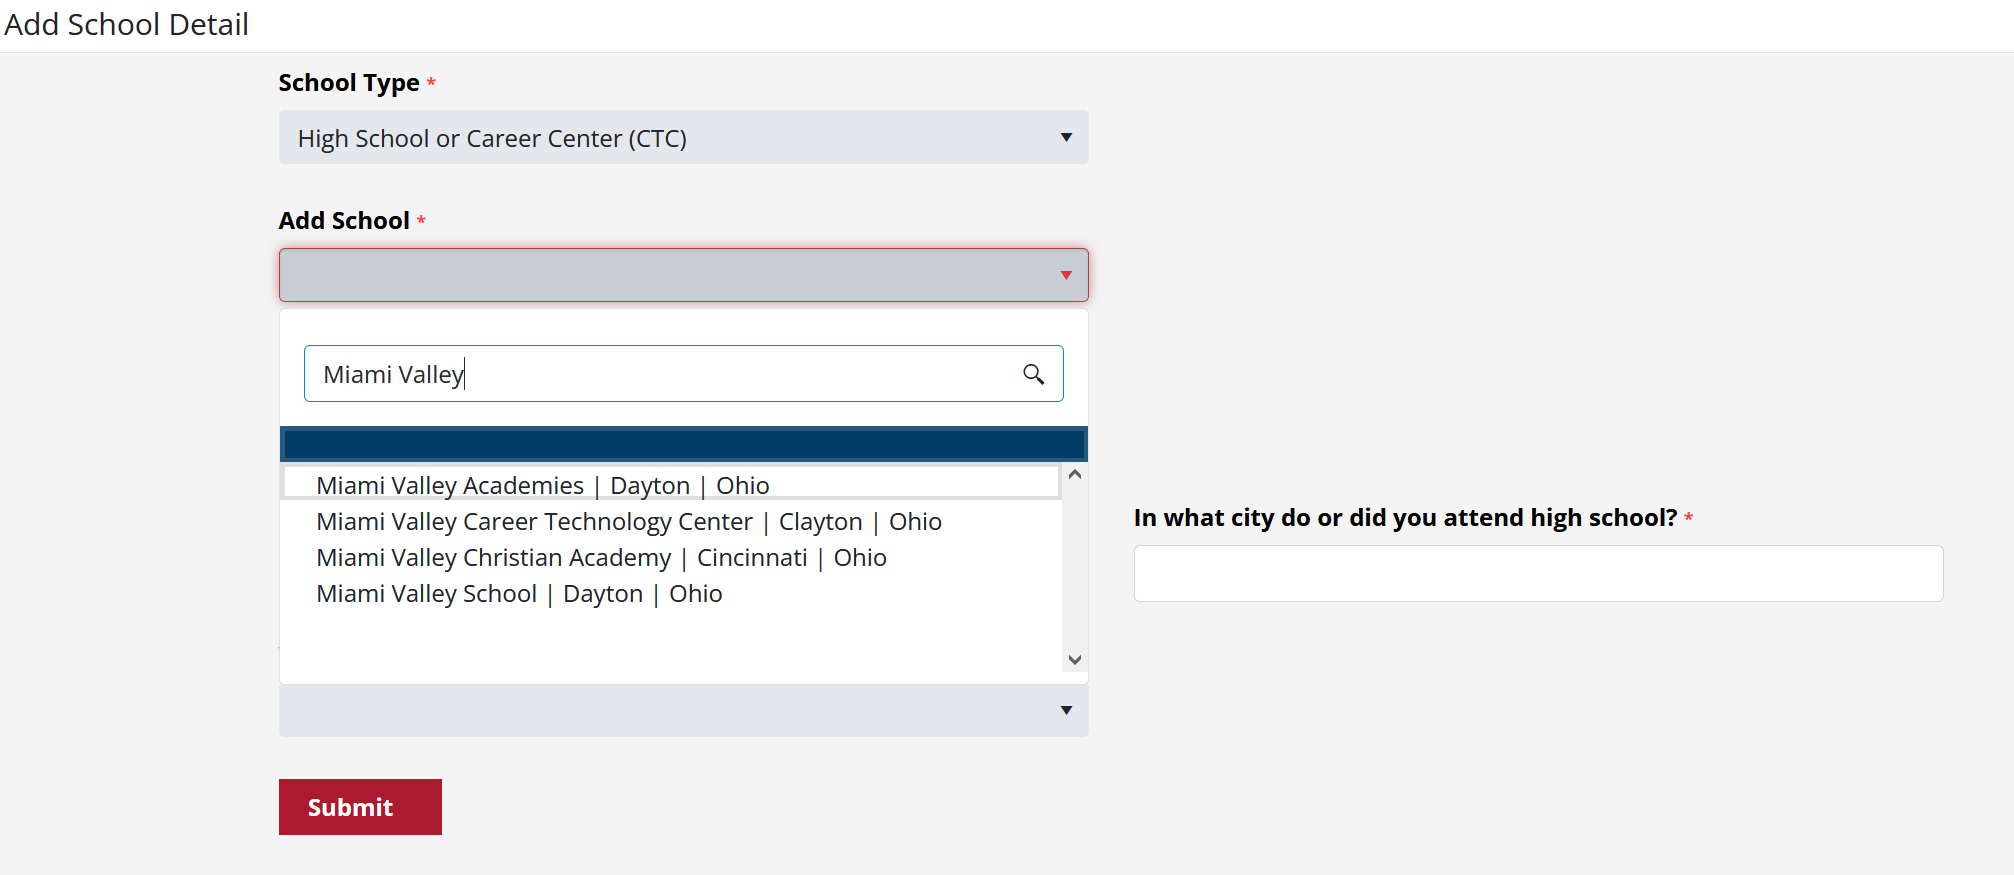 Add School Detail
School Type *
High School or Career Center (CTC)
Add School *
Miami Valley
Miami Valley Academies | Dayton | Ohio
Miami Valley Career Technology Center | Clayton | Ohio
Miami Valley Christian Academy | Cincinnati | Ohio
Miami Valley School | Dayton | Ohio
In what city do or did you attend high school? *
Submit